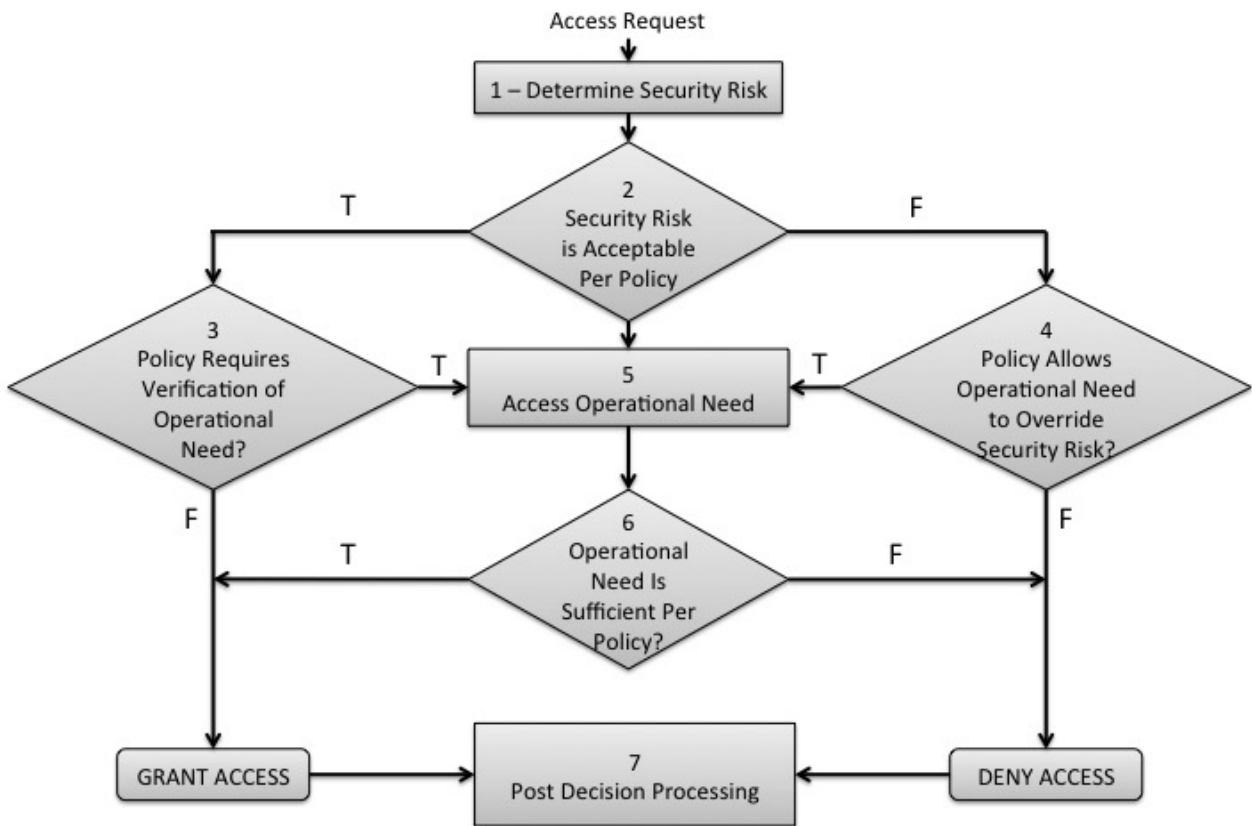 Access Request
1 – Determine Security Risk
2
Security Risk
is Acceptable
Per Policy
T
F
3
Policy Requires
Verification of
Operational
Need?
T
5
Access Operational Need
T
4
Policy Allows
Operational Need
to Override
Security Risk?
F
T
6
Operational
Need Is
Sufficient Per
Policy?
F
F
GRANT ACCESS
7
Post Decision Processing
DENY ACCESS